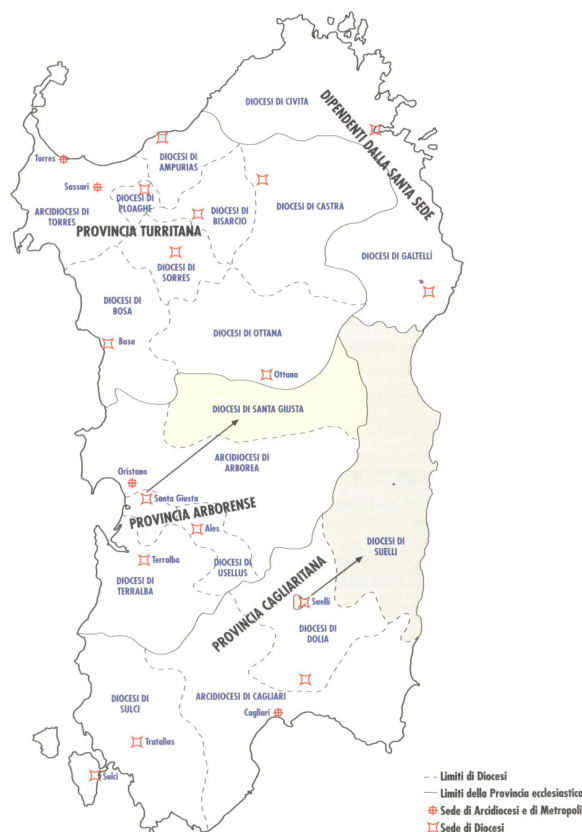 DIOCESI DI CIVITA
DIPENDENTI DALLA SANTA SEDE
Torres
DIOCESI DI
AMPURIAS
Sassari
DIOCESI DI
PLOAGHE
ARCIDIOCESI DI
TORRES
DIOCESI DI
BISARCIO
DIOCESI DI CASTRA
PROVINCIA TURRITANA
DIOCESI DI
SORRES
DIOCESI DI GALTELLÌ
DIOCESI DI
BOSA
DIOCESI DI OTTANA
Bosa
Ottana
DIOCESI DI SANTA GIUSTA
ARCIDIOCESI DI
ARBOREA
Oristano
Santa Giusta
PROVINCIA ARBORENSE
Ales
DIOCESI DI
SUELLI
Terralba
DIOCESI DI
USELLUS
DIOCESI DI
TERRALBA
PROVINCIA CAGLIARITANA
Suelli
DIOCESI DI
DOLIA
DIOCESI DI
SULCI
ARCIDIOCESI DI CAGLIARI
Cagliari
Tratalias
Sulci
Limiti di Diocesi
Limiti della Provincia ecclesiastica
Sede di Arcidiocesi e di Metropoli
Sede di Diocesi